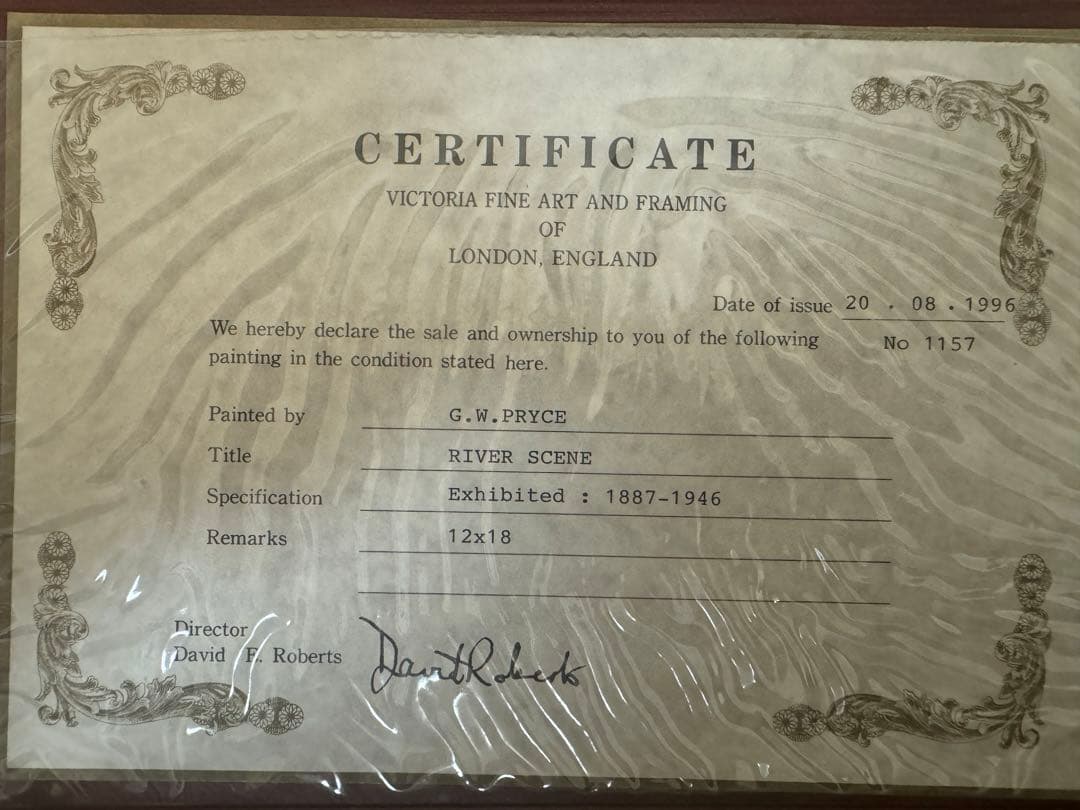 CERTIFICATE
VICTORIA FINE ART AND FRAMING
OF
LONDON, ENGLAND
Date of issue 20 . 08 . 1996
We hereby declare the sale and ownership to you of the following
No 1157
painting in the condition stated here.
Painted by G.W.PRYCE
Title RIVER SCENE
Specification Exhibited : 1887-1946
Remarks 12x18
Director
David E. Roberts
David Roberts